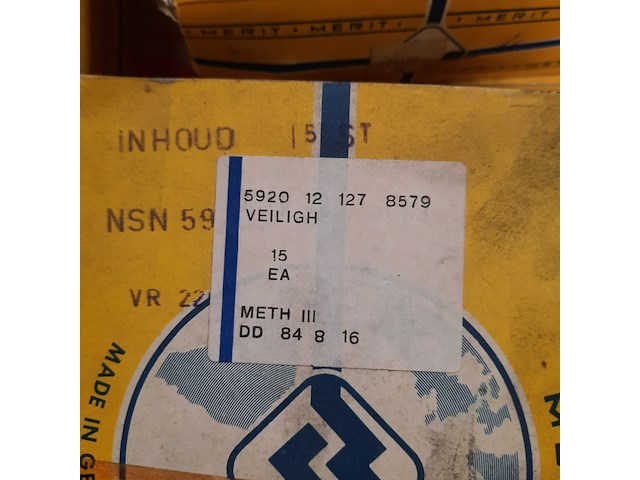 MERIT • MERIT • MERIT
INHOUD 15 ST
5920 12 127 8579
VEILIGH
NSN 59
15
EA
VR 22
METH III
DD 84 8 16
MADE IN GE